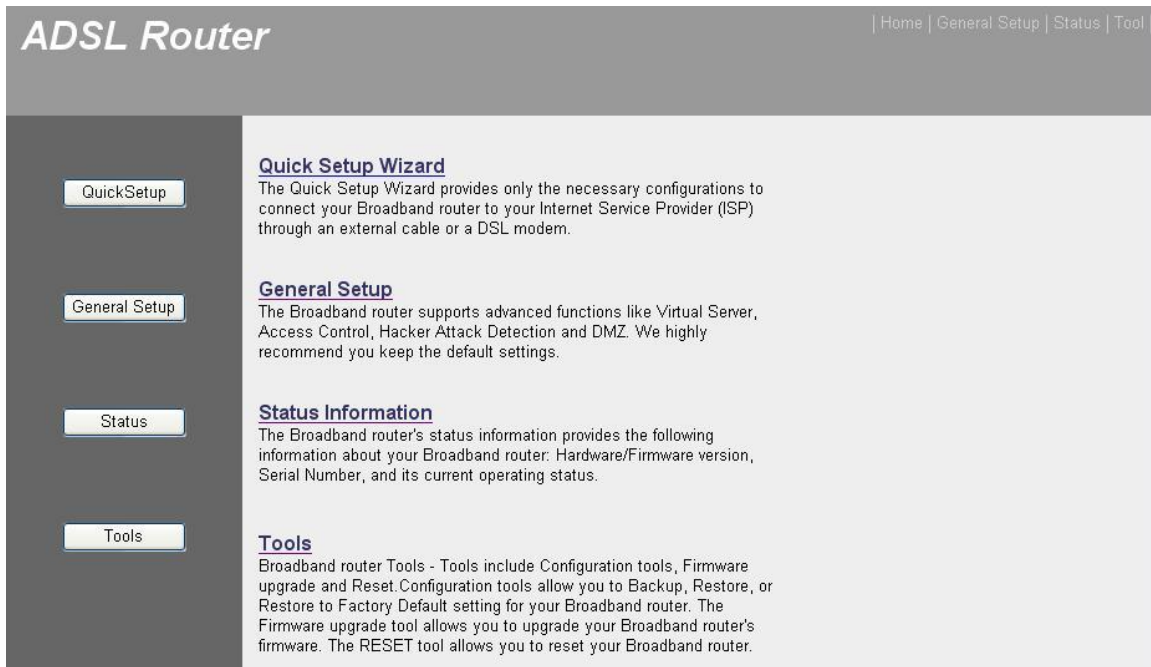 ADSL Router
| Home | General Setup | Status | Tool |
QuickSetup
Quick Setup Wizard
The Quick Setup Wizard provides only the necessary configurations to
connect your Broadband router to your Internet Service Provider (ISP)
through an external cable or a DSL modem.
General Setup
General Setup
The Broadband router supports advanced functions like Virtual Server,
Access Control, Hacker Attack Detection and DMZ. We highly
recommend you keep the default settings.
Status
Status Information
The Broadband router's status information provides the following
information about your Broadband router: Hardware/Firmware version,
Serial Number, and its current operating status.
Tools
Tools
Broadband router Tools - Tools include Configuration tools, Firmware
upgrade and Reset.Configuration tools allow you to Backup, Restore, or
Restore to Factory Default setting for your Broadband router. The
Firmware upgrade tool allows you to upgrade your Broadband router's
firmware. The RESET tool allows you to reset your Broadband router.